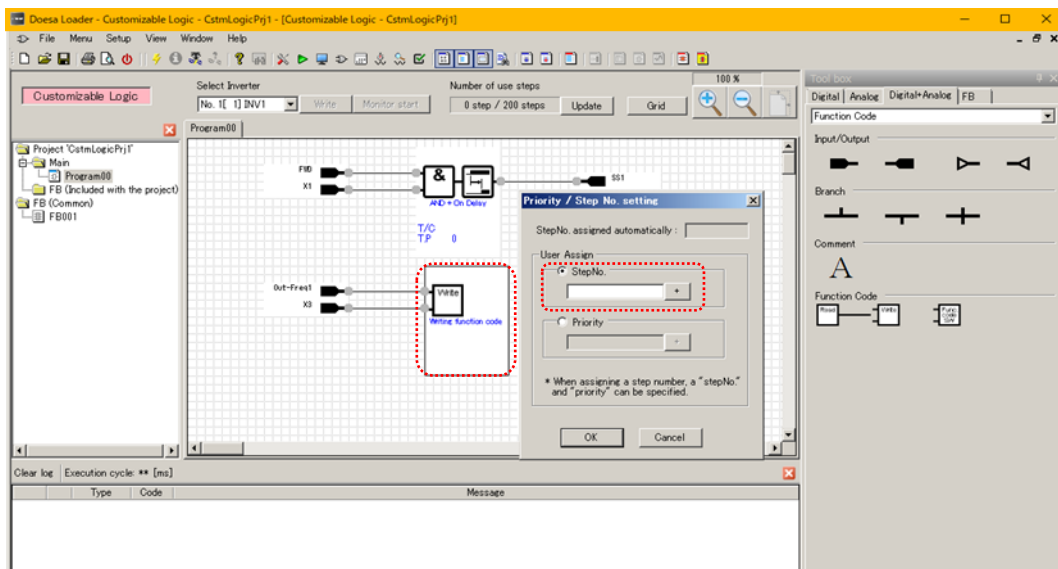 Doesa Loader - Customizable Logic - CstmLogicPrj1 - [Customizable Logic - CstmLogicPrj1]
File Menu Setup View Window Help
Customizable Logic
Select Inverter
No. 1[ 1] INV1
Write
Monitor start
Number of use steps
0 step / 200 steps
Update
Grid
100 %
Project 'CstmLogicPrj1'
Main
Program00
FB (Included with the project)
FB (Common)
FB001
Program00
FWD
X1
&
AND + On Delay
SS1
T/C
T.P 0
Out-Freq1
X3
Write
Writing function code
Priority / Step No. setting
StepNo. assigned automatically :
User Assign
StepNo.
+
Priority
-
* When assigning a step number, a "stepNo."
and "priority" can be specified.
OK
Cancel
Tool box
Digital Analog Digital+Analog FB
Function Code
Input/Output
Branch
Comment
A
Function Code
Read
Write
Func code SW
Clear log Execution cycle: ** [ms]
Type Code Message